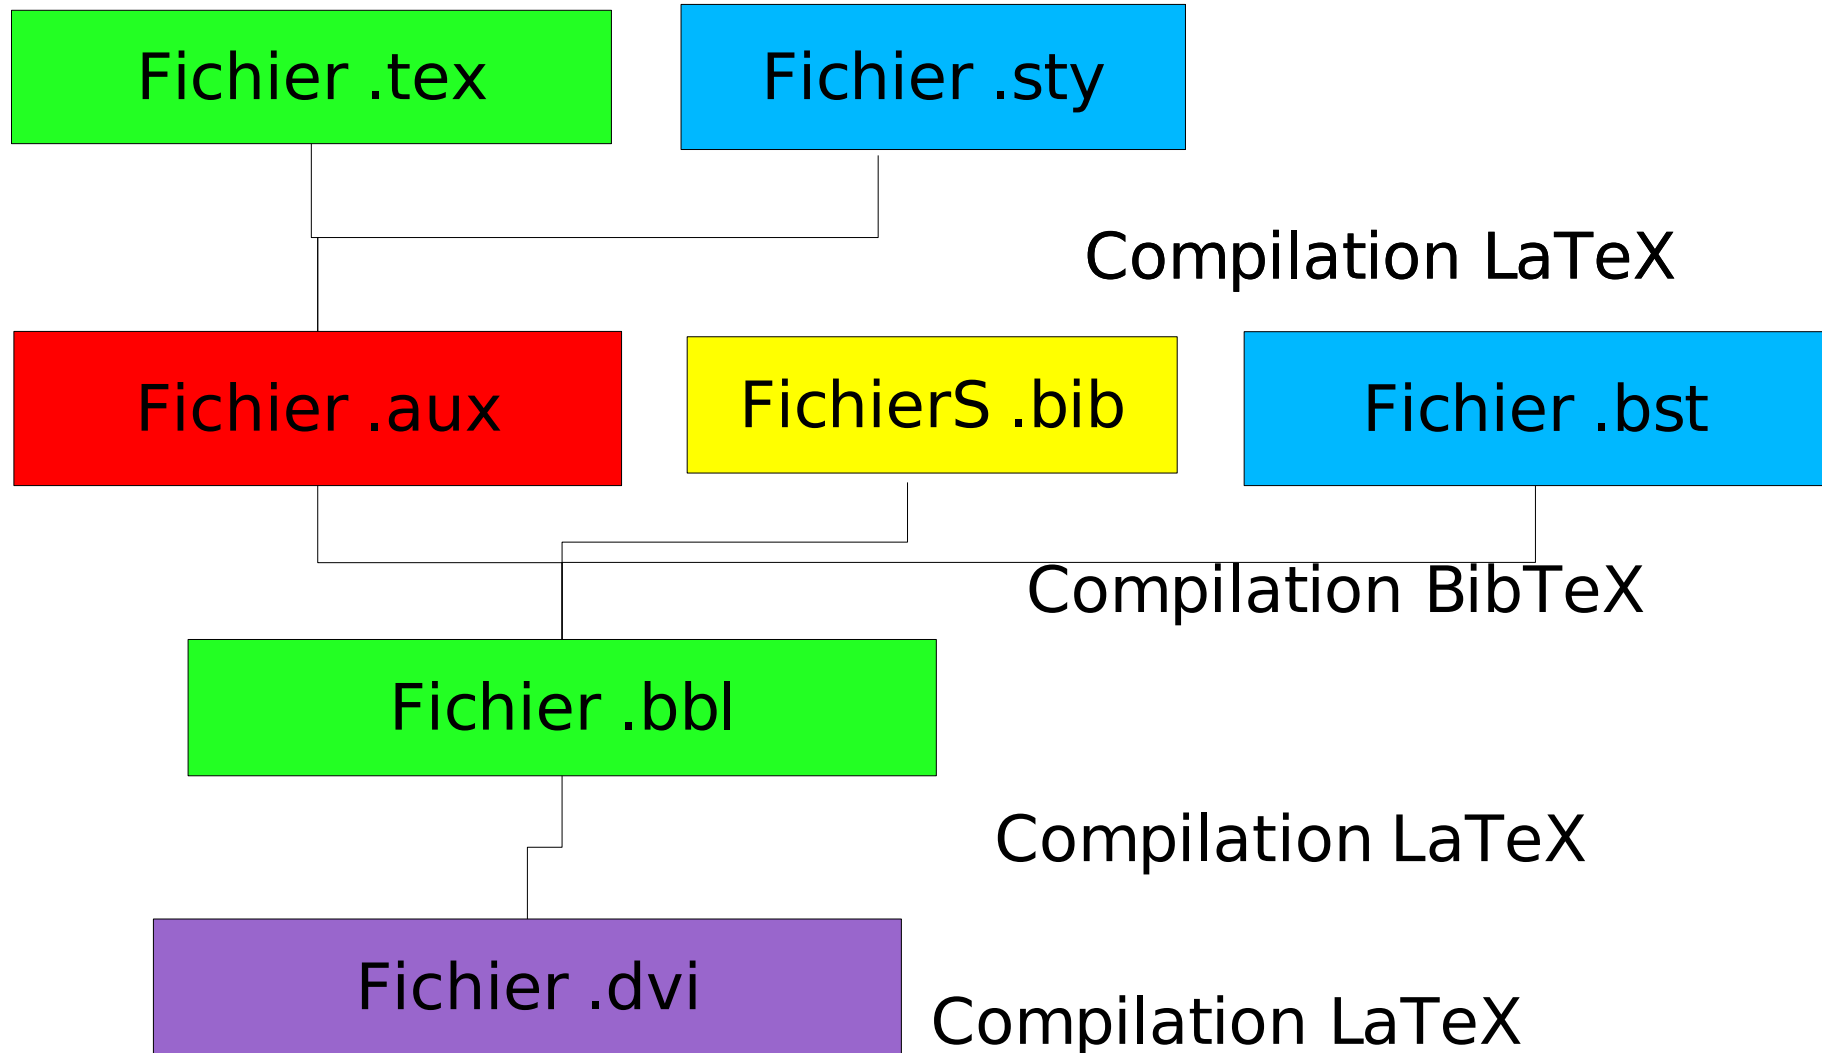 Fichier .tex
Fichier .sty
Compilation LaTeX
Fichier .aux
FichierS .bib
Fichier .bst
Compilation BibTeX
Fichier .bbl
Compilation LaTeX
Fichier .dvi
Compilation LaTeX